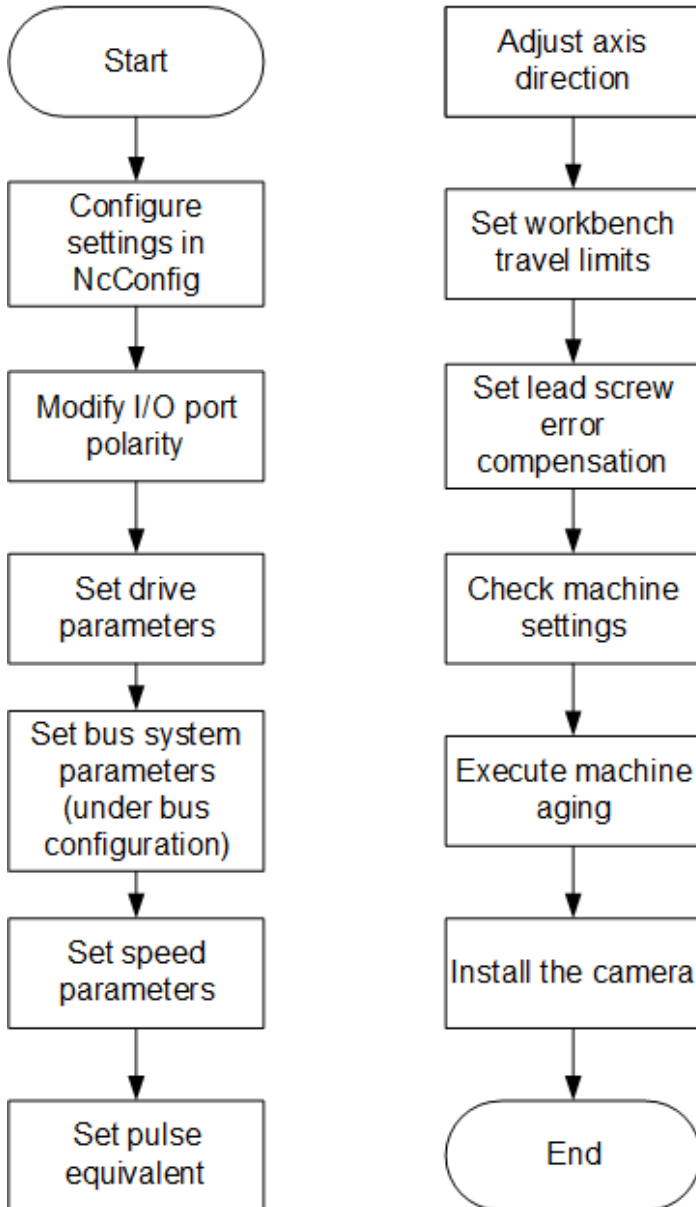 Start
Configure
settings in
NcConfig
Modify I/O port
polarity
Set drive
parameters
Set bus system
parameters
(under bus
configuration)
Set speed
parameters
Set pulse
equivalent
Adjust axis
direction
Set workbench
travel limits
Set lead screw
error
compensation
Check machine
settings
Execute machine
aging
Install the camera
End